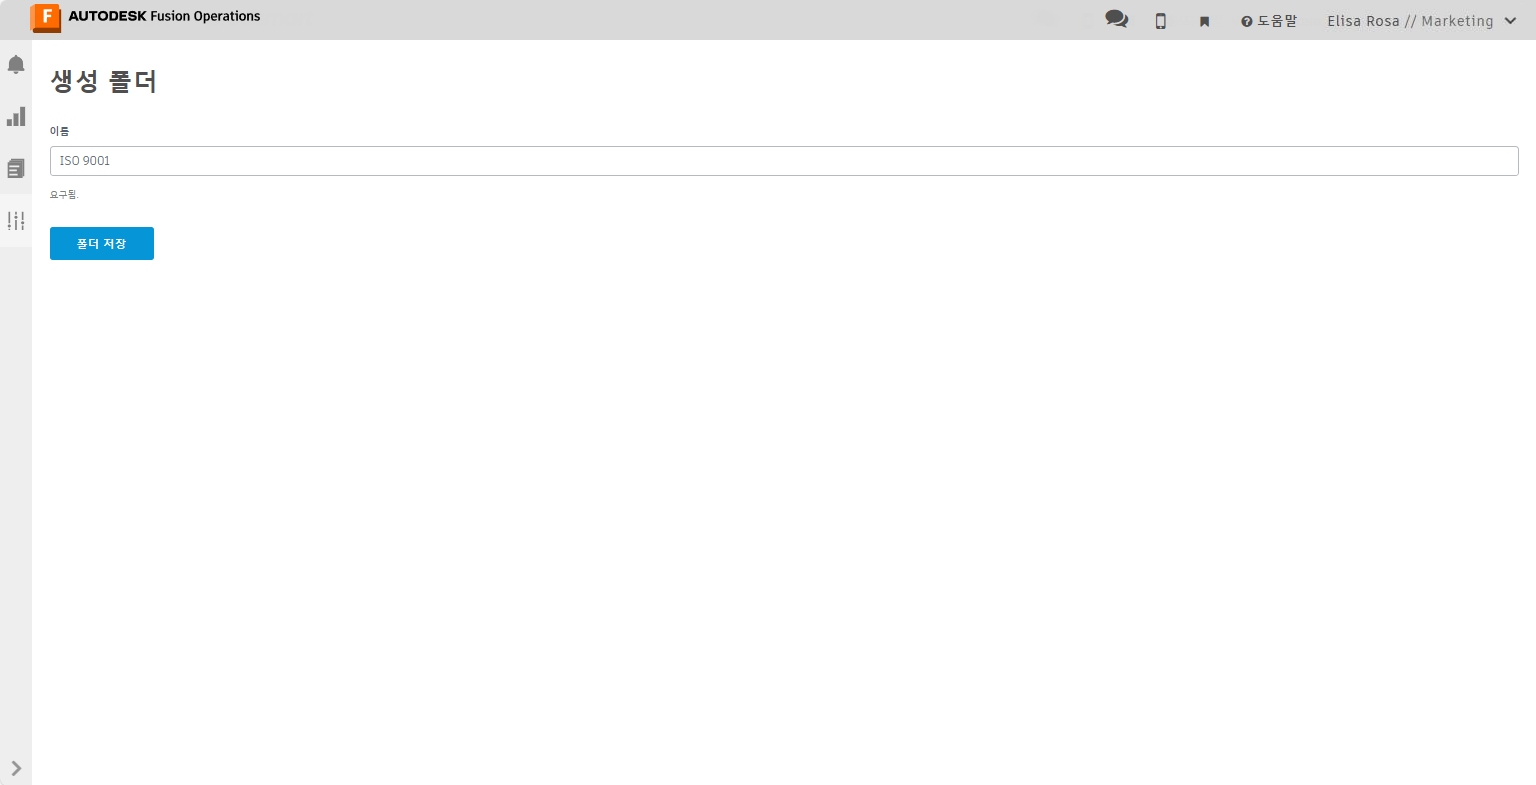 F AUTODESK Fusion Operations
도움말
Elisa Rosa // Marketing
생성 폴더
이름
ISO 9001
요구됨.
폴더 저장